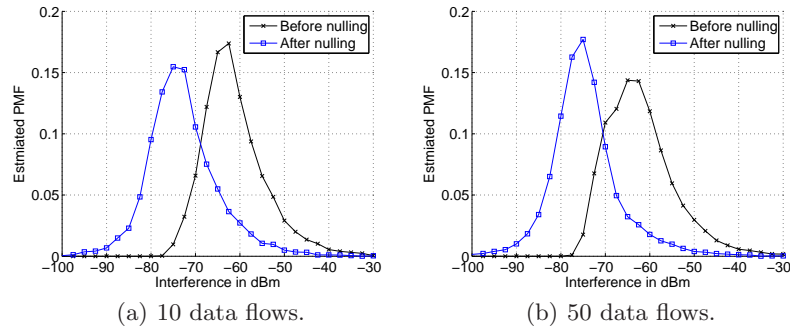 0.2
0.15
0.1
0.05
0
Estmiated PMF
Before nulling
After nulling
−100 −90 −80 −70 −60 −50 −40 −30
Interference in dBm
(a) 10 data flows.
0.2
0.15
0.1
0.05
0
Estmiated PMF
Before nulling
After nulling
−100 −90 −80 −70 −60 −50 −40 −30
Interference in dBm
(b) 50 data flows.